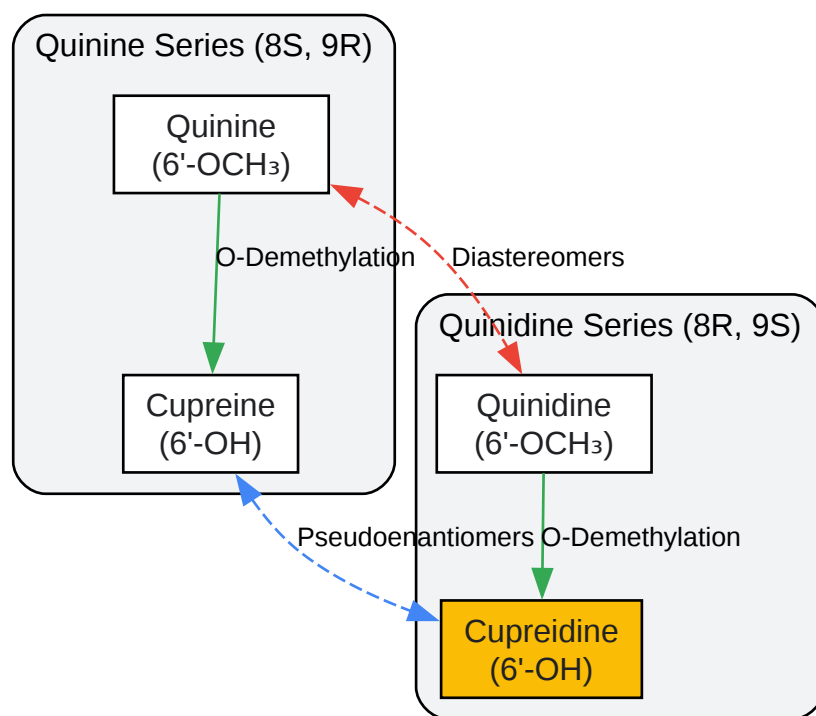 Quinine Series (8S, 9R)
Quinine
(6'-OCH₃)
O-Demethylation
Diastereomers
Quinidine Series (8R, 9S)
Cupreine
(6'-OH)
Quinidine
(6'-OCH₃)
Pseudoenantiomers
O-Demethylation
Cupreidine
(6'-OH)